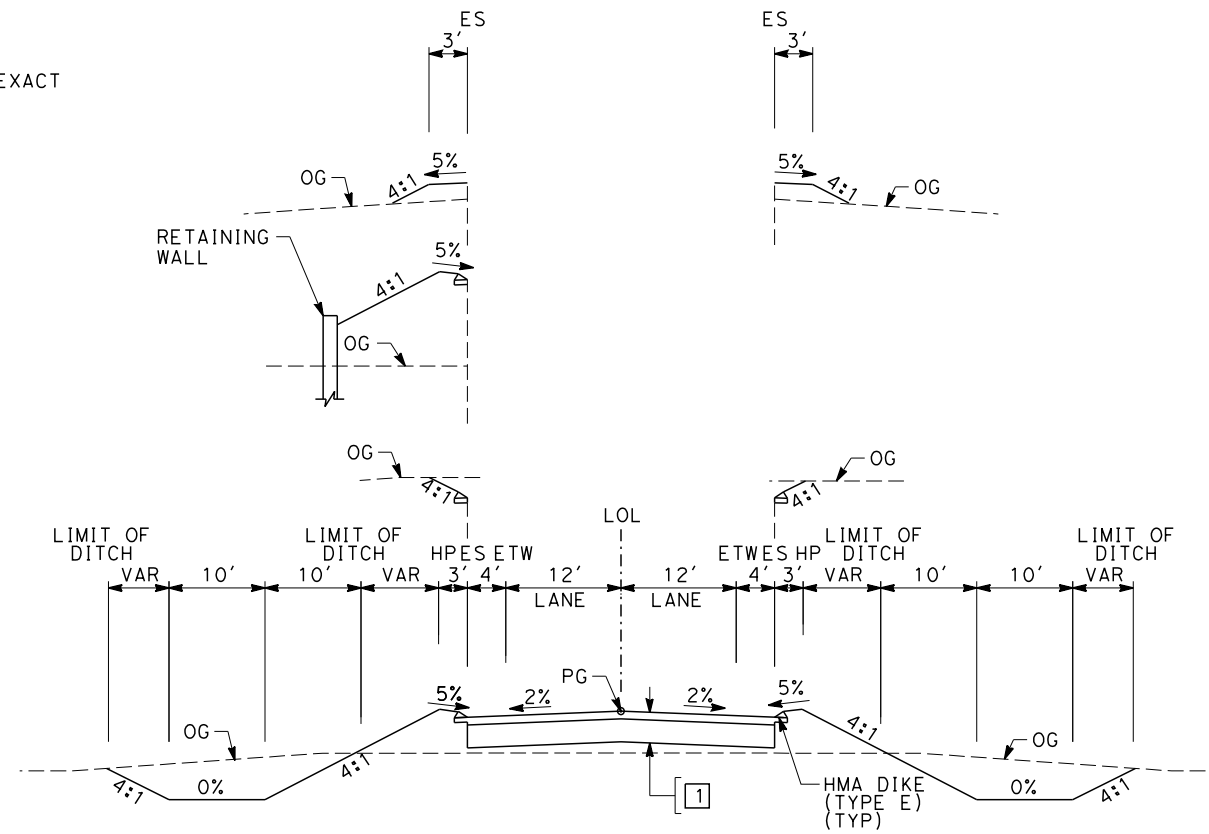 ES ES
3' 3'
EXACT
5% 5%
OG 4:1 4:1 OG
RETAINING
WALL
5%
4:1
OG
OG OG
4:1 4:1
LOL
LIMIT OF LIMIT OF LIMIT OF LIMIT OF
DITCH DITCH HP ES ETW ETW ES HP DITCH DITCH
VAR 10' 10' VAR 3' 4' 12' 12' 4' 3' VAR 10' 10' VAR
LANE LANE
PG
5% 2% 2% 5%
OG 4:1 4:1 OG
4:1 0% 0% 4:1
1
HMA DIKE
(TYPE E)
(TYP)